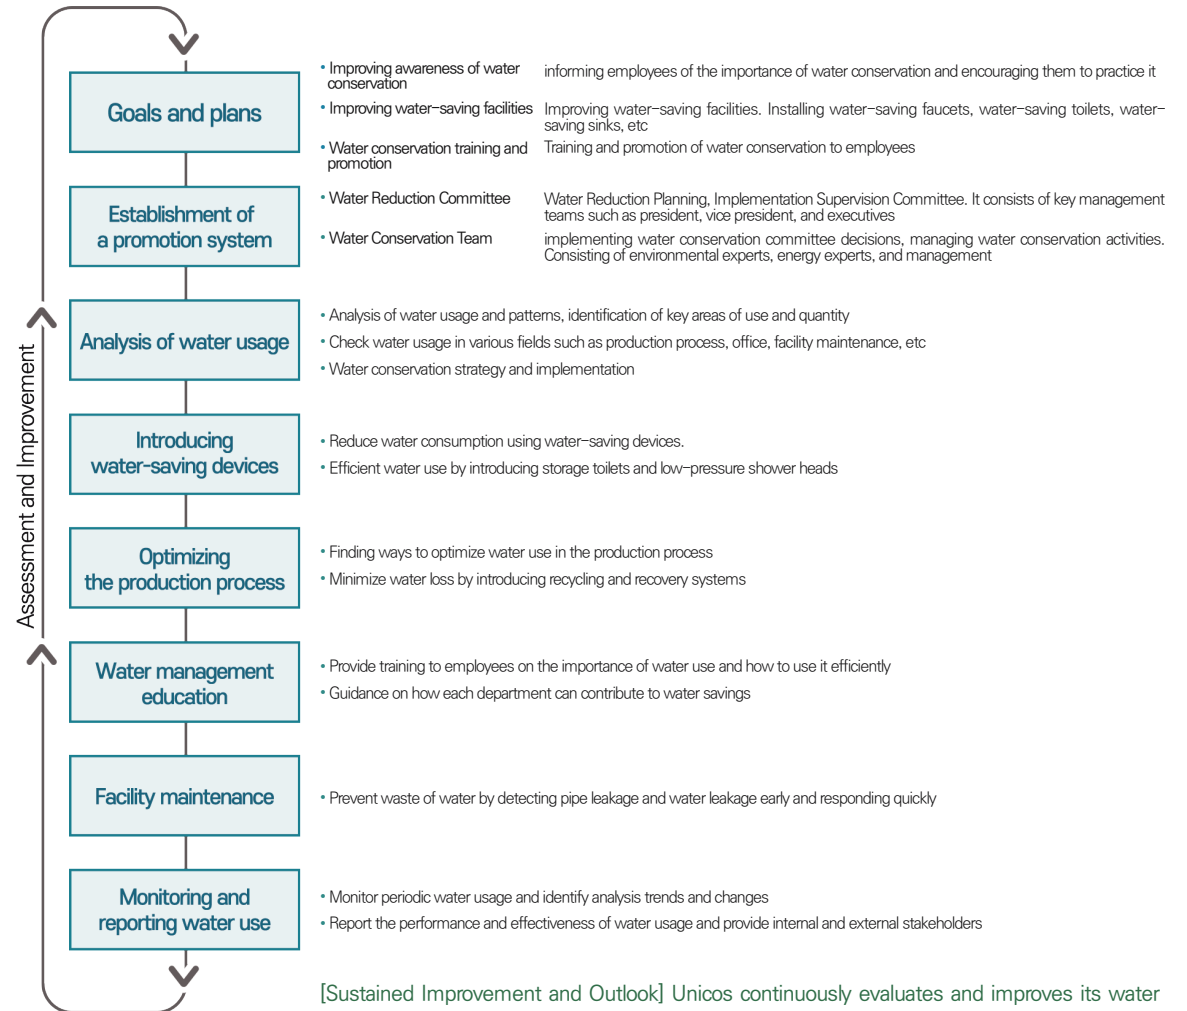 Assessment and Improvement
Goals and plans
• Improving awareness of water
conservation
informing employees of the importance of water conservation and encouraging them to practice it
• Improving water-saving facilities
Improving water-saving facilities. Installing water-saving faucets, water-saving toilets, water-
saving sinks, etc
• Water conservation training and
promotion
Training and promotion of water conservation to employees
Establishment of
a promotion system
• Water Reduction Committee
Water Reduction Planning, Implementation Supervision Committee. It consists of key management
teams such as president, vice president, and executives
• Water Conservation Team
implementing water conservation committee decisions, managing water conservation activities.
Consisting of environmental experts, energy experts, and management
Analysis of water usage
• Analysis of water usage and patterns, identification of key areas of use and quantity
• Check water usage in various fields such as production process, office, facility maintenance, etc
• Water conservation strategy and implementation
Introducing
water-saving devices
• Reduce water consumption using water-saving devices.
• Efficient water use by introducing storage toilets and low-pressure shower heads
Optimizing
the production process
• Finding ways to optimize water use in the production process
• Minimize water loss by introducing recycling and recovery systems
Water management
education
• Provide training to employees on the importance of water use and how to use it efficiently
• Guidance on how each department can contribute to water savings
Facility maintenance
• Prevent waste of water by detecting pipe leakage and water leakage early and responding quickly
Monitoring and
reporting water use
• Monitor periodic water usage and identify analysis trends and changes
• Report the performance and effectiveness of water usage and provide internal and external stakeholders
[Sustained Improvement and Outlook] Unicos continuously evaluates and improves its water